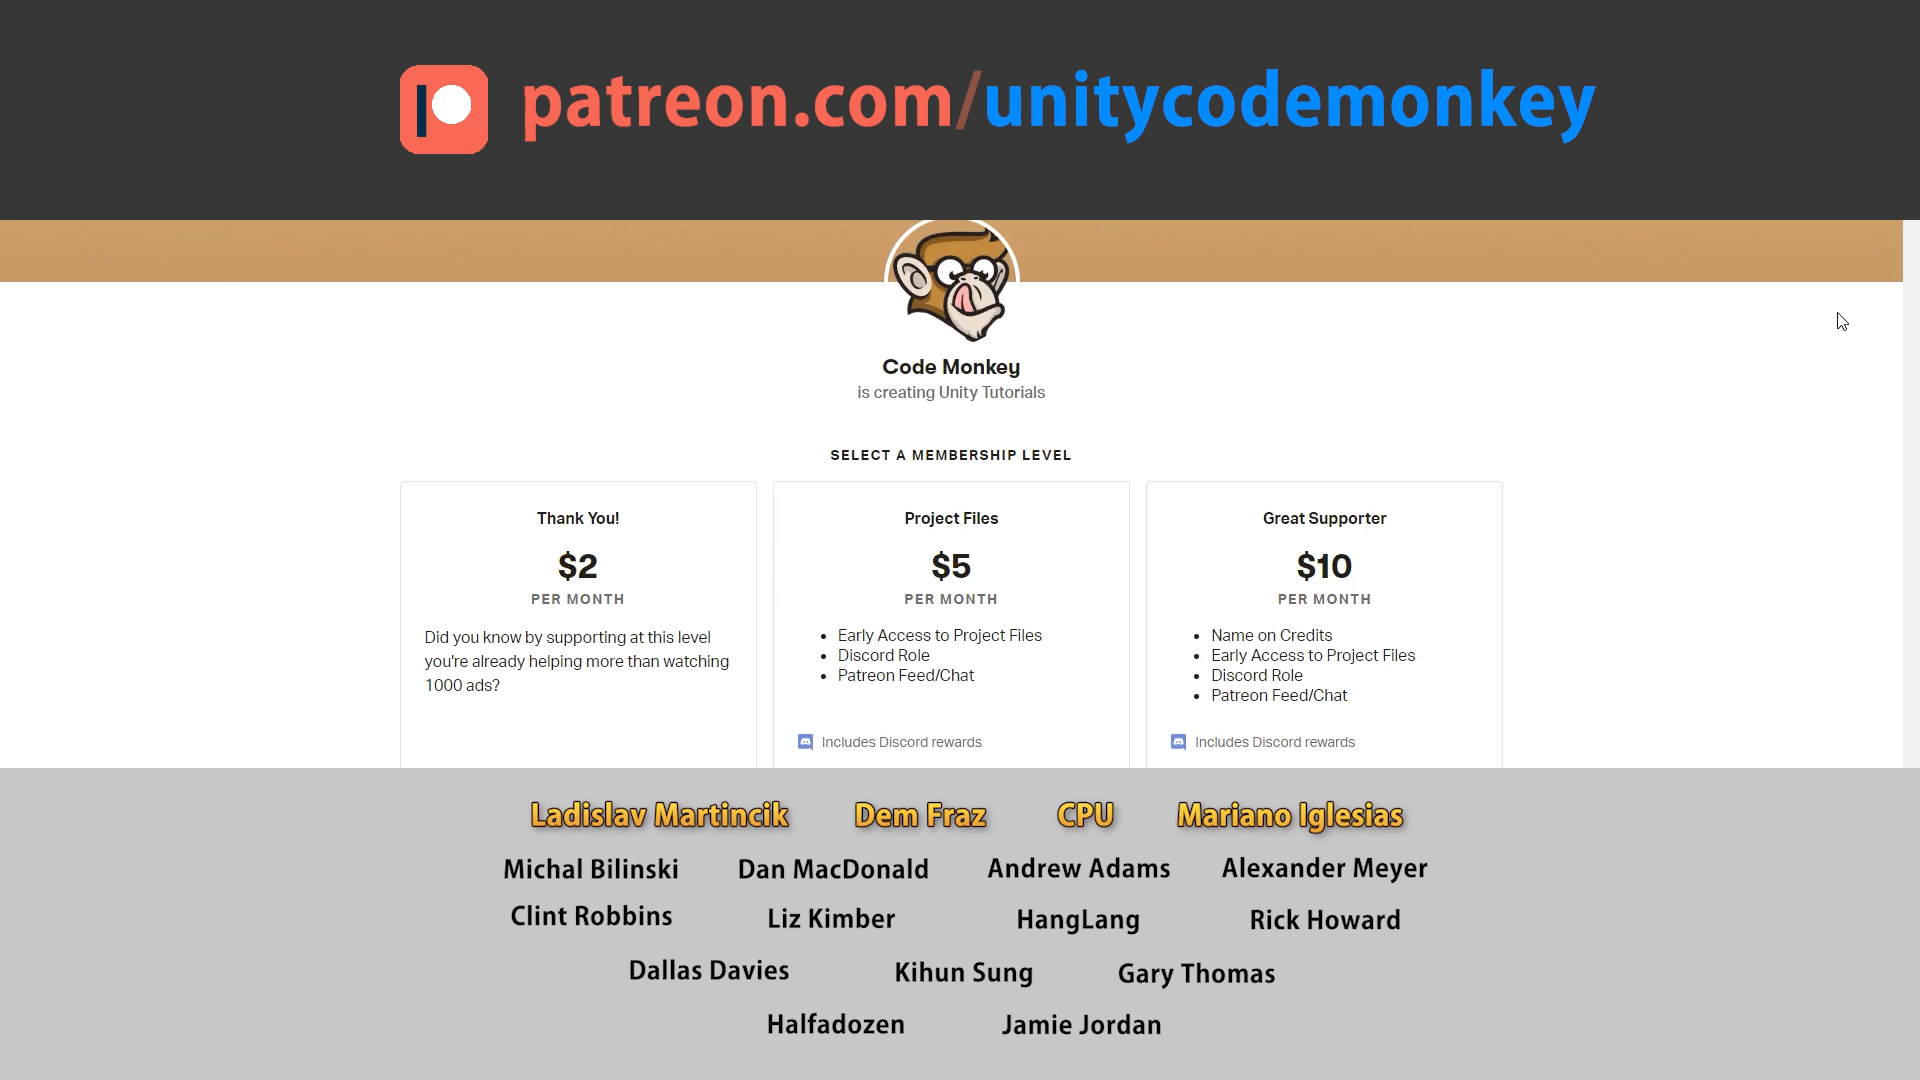 patreon.com/unitycodemonkey
Code Monkey
is creating Unity Tutorials
SELECT A MEMBERSHIP LEVEL
Thank You!
$2
PER MONTH
Did you know by supporting at this level
you're already helping more than watching
1000 ads?
Project Files
$5
PER MONTH
• Early Access to Project Files
• Discord Role
• Patreon Feed/Chat
Includes Discord rewards
Great Supporter
$10
PER MONTH
• Name on Credits
• Early Access to Project Files
• Discord Role
• Patreon Feed/Chat
Includes Discord rewards
Ladislav Martincik Dem Fraz CPU Mariano Iglesias
Michal Bilinski Dan MacDonald Andrew Adams Alexander Meyer
Clint Robbins Liz Kimber HangLang Rick Howard
Dallas Davies Kihun Sung Gary Thomas
Halfadozen Jamie Jordan